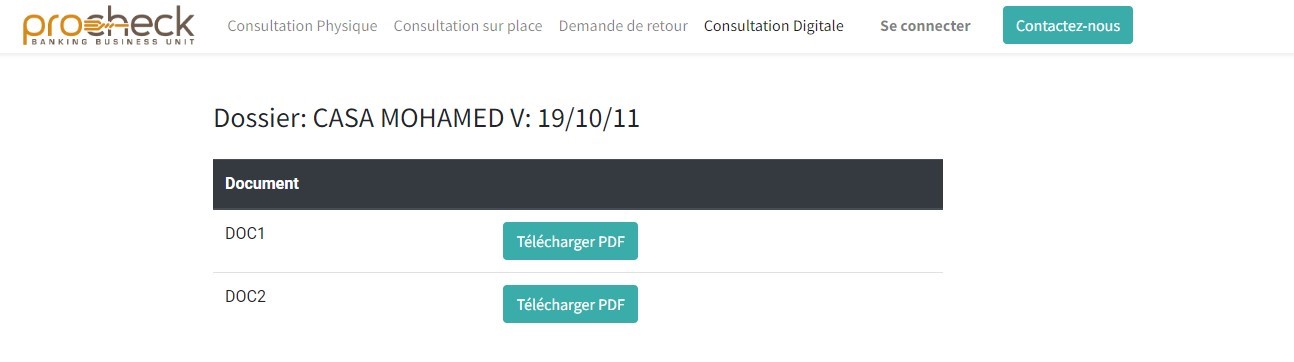 procheck
BANKING BUSINESS UNIT
Consultation Physique Consultation sur place Demande de retour Consultation Digitale Se connecter Contactez-nous
Dossier: CASA MOHAMED V: 19/10/11
Document
DOC1 Télécharger PDF
DOC2 Télécharger PDF